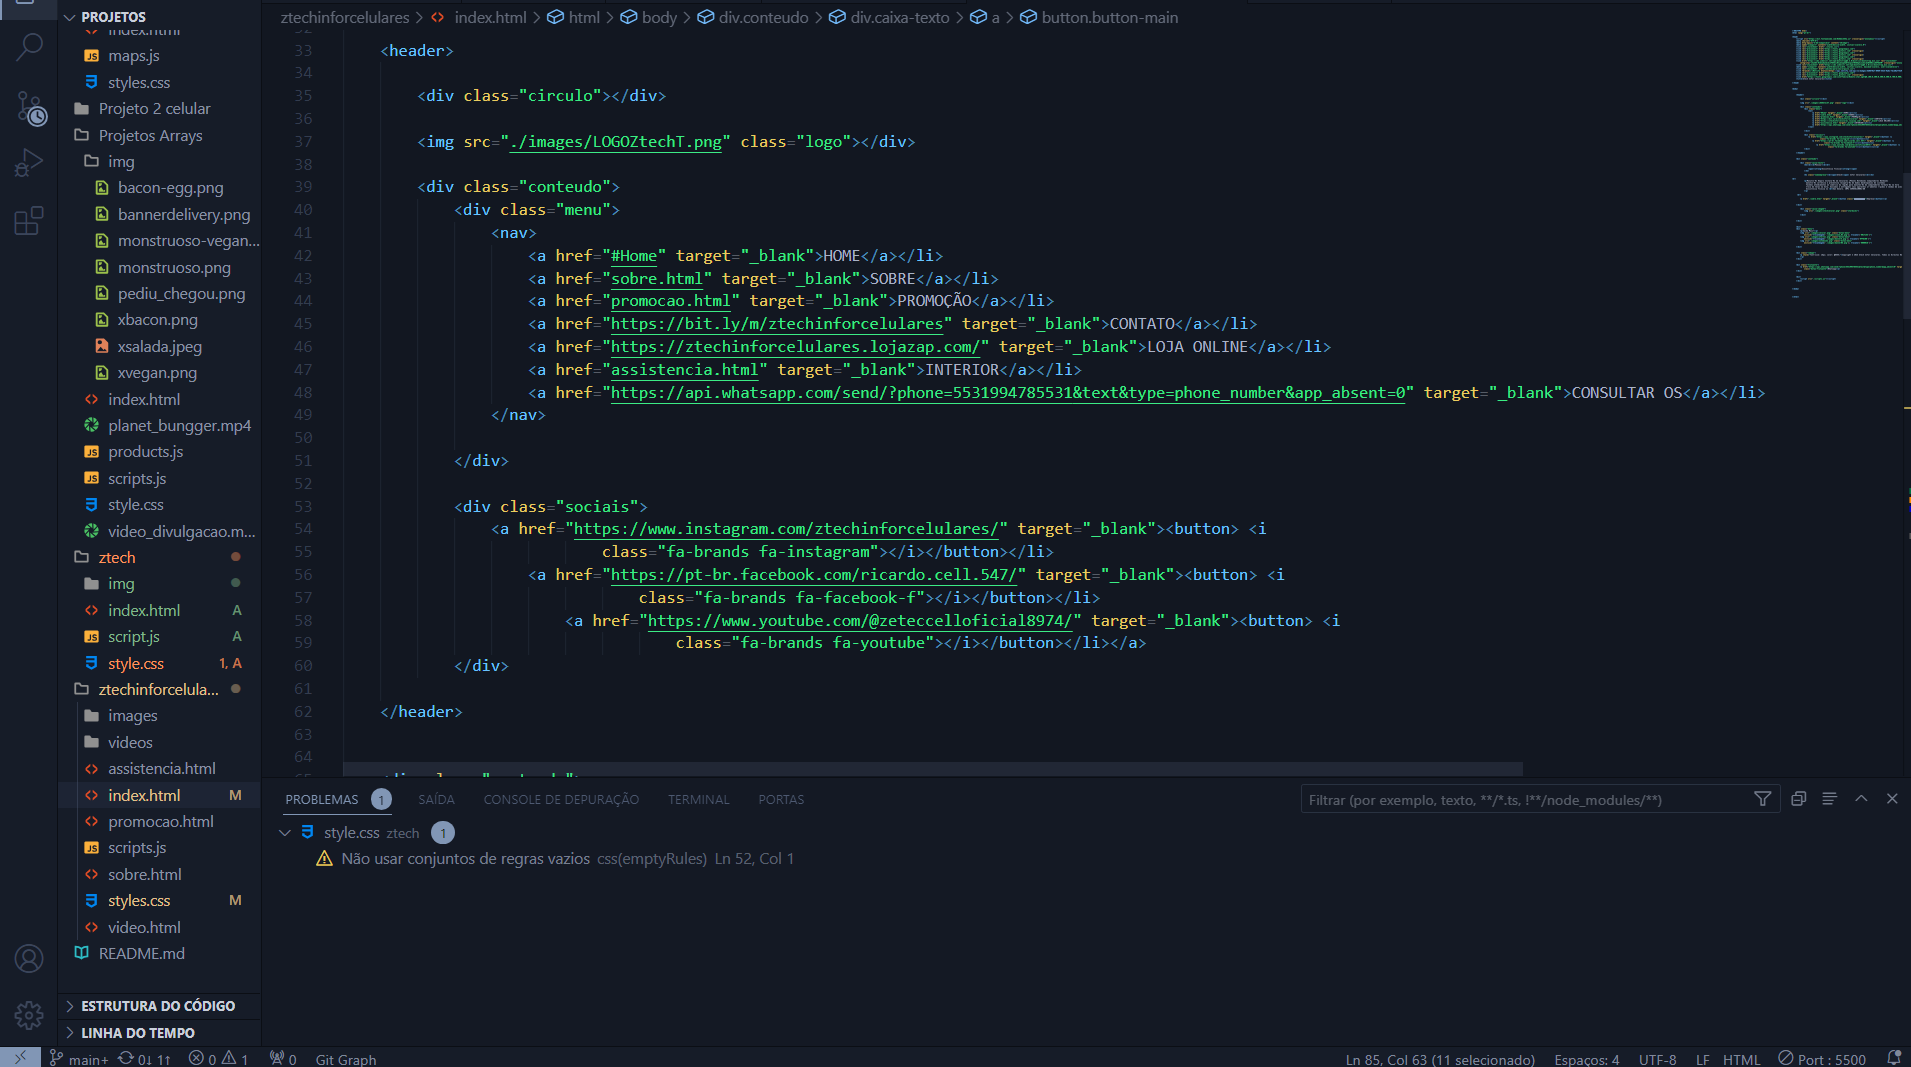 PROJETOS
index.html
maps.js
styles.css
Projeto 2 celular
Projetos Arrays
img
bacon-egg.png
bannerdelivery.png
monstruoso-vegan...
monstruoso.png
pediu_chegou.png
xbacon.png
xsalada.jpeg
xvegan.png
index.html
planet_bungger.mp4
products.js
scripts.js
style.css
video_divulgacao.m...
ztech
img
index.html A
script.js A
style.css 1, A
ztechinforcelula...
images
videos
assistencia.html
index.html M
promocao.html
scripts.js
sobre.html
styles.css M
video.html
README.md
ESTRUTURA DO CÓDIGO
LINHA DO TEMPO
ztechinforcelulares > index.html > html > body > div.conteudo > div.caixa-texto > a > button.button-main
32
33 <header>
34
35 <div class="circulo"></div>
36
37 <img src="./images/LOGOZtechT.png" class="logo"></div>
38
39 <div class="conteudo">
40 <div class="menu">
41 <nav>
42 <a href="#Home" target="_blank">HOME</a></li>
43 <a href="sobre.html" target="_blank">SOBRE</a></li>
44 <a href="promocao.html" target="_blank">PROMOÇÃO</a></li>
45 <a href="https://bit.ly/m/ztechinforcelulares" target="_blank">CONTATO</a></li>
46 <a href="https://ztechinforcelulares.lojazap.com/" target="_blank">LOJA ONLINE</a></li>
47 <a href="assistencia.html" target="_blank">INTERIOR</a></li>
48 <a href="https://api.whatsapp.com/send/?phone=5531994785531&text&type=phone_number&app_absent=0" target="_blank">CONSULTAR OS</a></li>
49 </nav>
50
51 </div>
52
53 <div class="sociais">
54 <a href="https://www.instagram.com/ztechinforcelulares/" target="_blank"><button> <i
55 class="fa-brands fa-instagram"></i></button></li>
56 <a href="https://pt-br.facebook.com/ricardo.cell.547/" target="_blank"><button> <i
57 class="fa-brands fa-facebook-f"></i></button></li>
58 <a href="https://www.youtube.com/@zeteccelloficial8974/" target="_blank"><button> <i
59 class="fa-brands fa-youtube"></i></button></li></a>
60 </div>
61
62 </header>
63
64
PROBLEMAS 1 SAÍDA CONSOLE DE DEPURAÇÃO TERMINAL PORTAS
Filtrar (por exemplo, texto, **/*.ts, !**/node_modules/**)
style.css ztech 1
Não usar conjuntos de regras vazios css(emptyRules) Ln 52, Col 1
main+ 0↓ 1↑ 0 1 0 Git Graph
Ln 85, Col 63 (11 selecionado) Espaços: 4 UTF-8 LF HTML Port : 5500